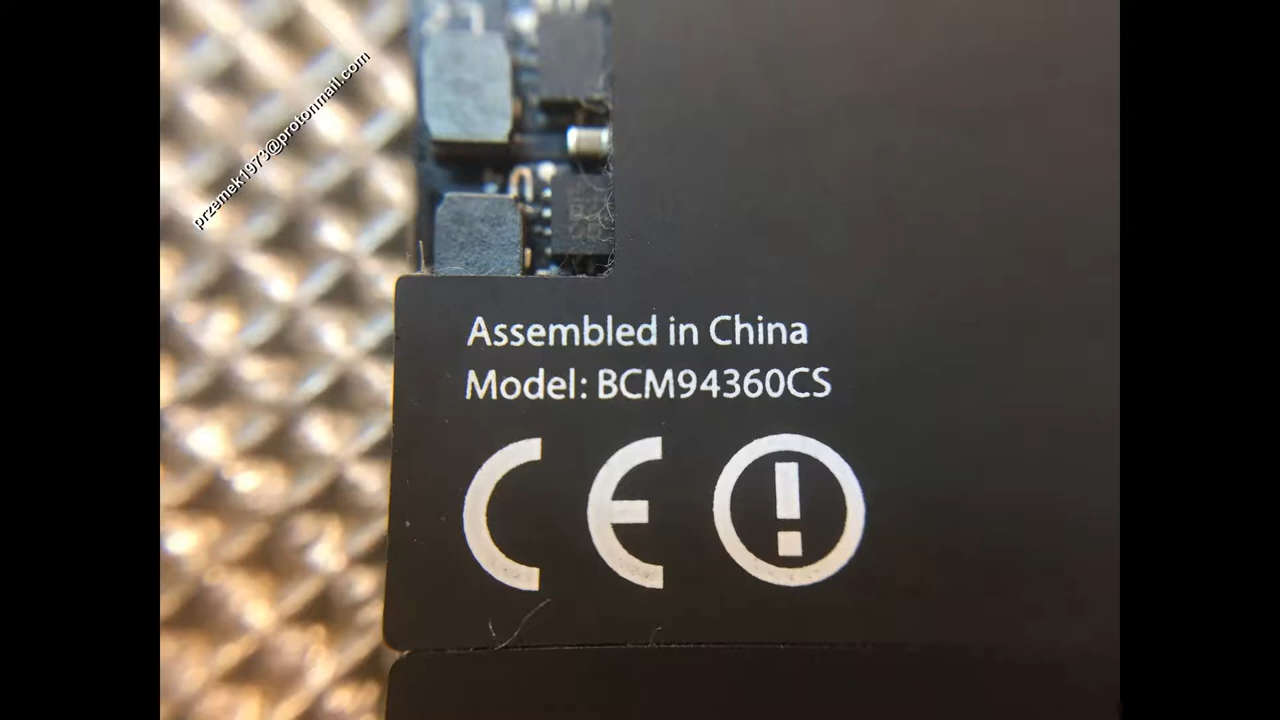 przemek1973@protonmail.com
Assembled in China
Model: BCM94360CS
CE